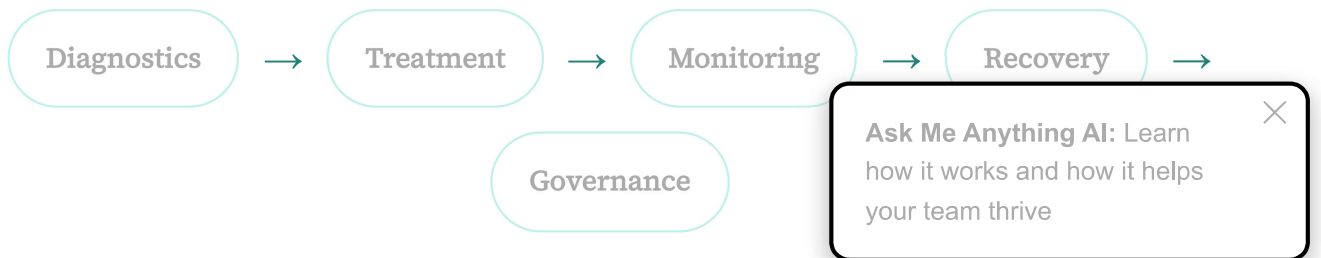 Diagnostics → Treatment → Monitoring → Recovery →
Governance
Ask Me Anything AI: Learn
how it works and how it helps
your team thrive